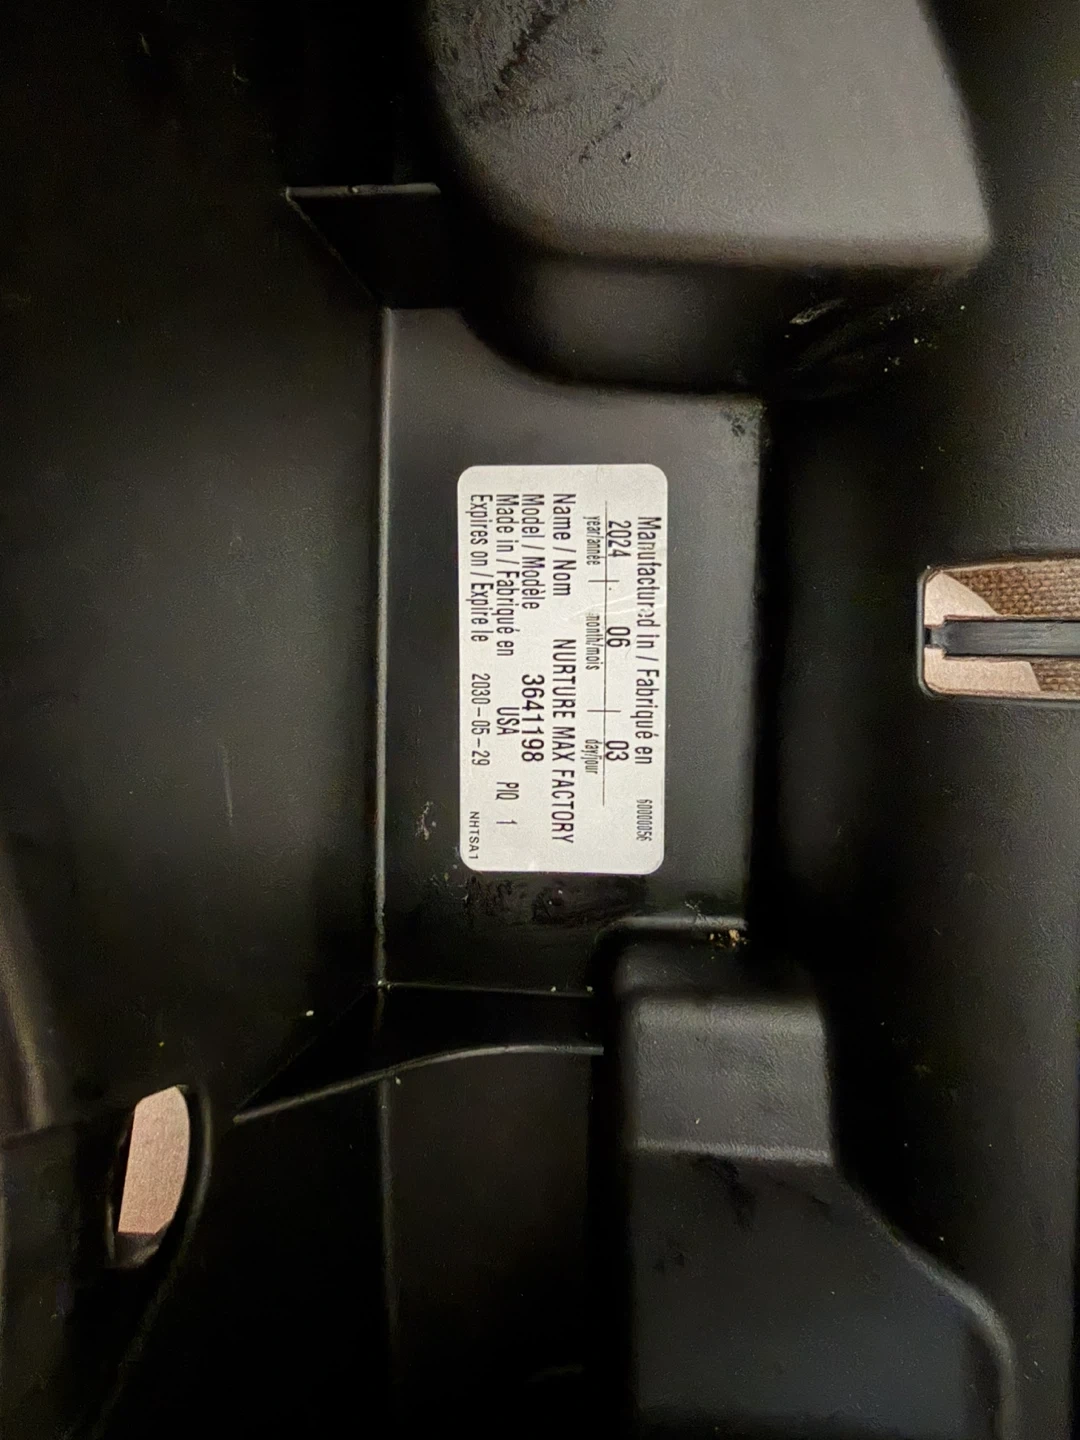 Manufactured in / Fabriqué en 60000056
2024 06 03
year/année month/mois day/jour
Name / Nom NURTURE MAX FACTORY
Model / Modèle 3641198
Made in / Fabriqué en USA PIQ 1
Expires on / Expire le 2030-05-29 NHTSA1